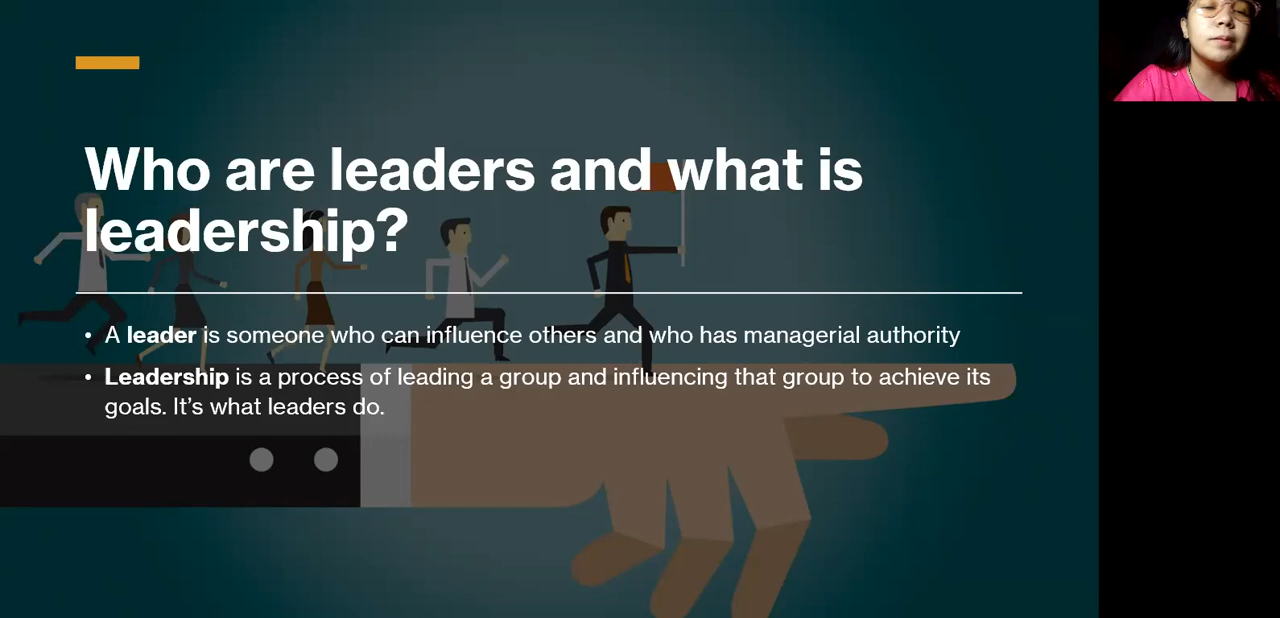 Who are leaders and what is
leadership?
• A leader is someone who can influence others and who has managerial authority
• Leadership is a process of leading a group and influencing that group to achieve its
goals. It’s what leaders do.